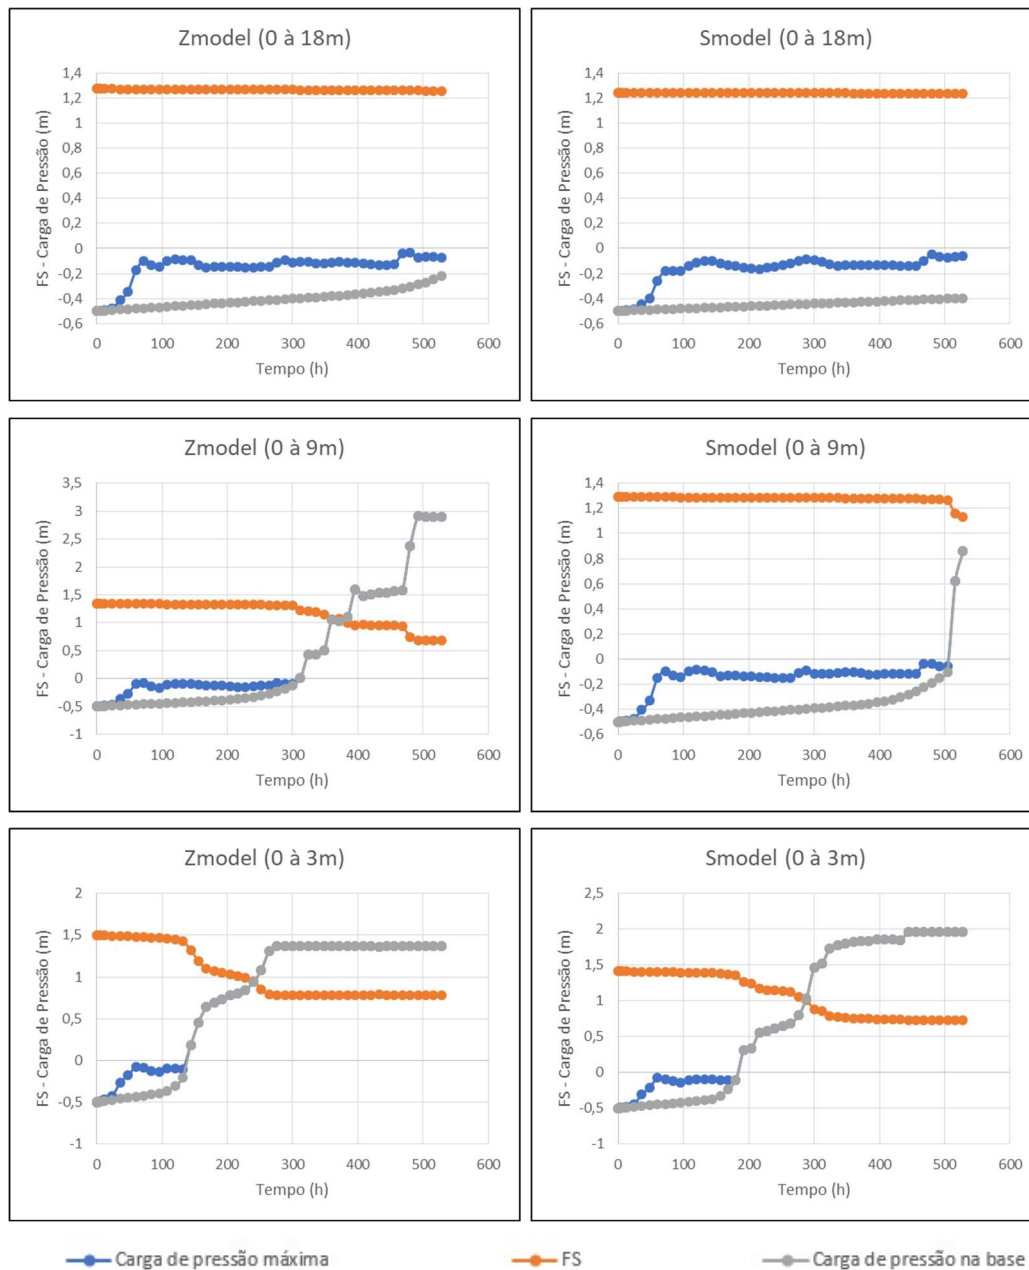 Zmodel (0 à 18m)
FS - Carga de Pressão (m)
1,4
1,2
1
0,8
0,6
0,4
0,2
0
-0,2
-0,4
-0,6
0 100 200 300 400 500 600
Tempo (h)
Smodel (0 à 18m)
FS - Carga de Pressão (m)
1,4
1,2
1
0,8
0,6
0,4
0,2
0
-0,2
-0,4
-0,6
0 100 200 300 400 500 600
Tempo (h)
Zmodel (0 à 9m)
FS - Carga de Pressão (m)
3,5
3
2,5
2
1,5
1
0,5
0
-0,5
-1
0 100 200 300 400 500 600
Tempo (h)
Smodel (0 à 9m)
FS - Carga de Pressão (m)
1,4
1,2
1
0,8
0,6
0,4
0,2
0
-0,2
-0,4
-0,6
0 100 200 300 400 500 600
Tempo (h)
Zmodel (0 à 3m)
FS - Carga de Pressão (m)
2
1,5
1
0,5
0
-0,5
-1
0 100 200 300 400 500 600
Tempo (h)
Smodel (0 à 3m)
FS - Carga de Pressão (m)
2,5
2
1,5
1
0,5
0
-0,5
-1
0 100 200 300 400 500 600
Tempo (h)
Carga de pressão máxima FS Carga de pressão na base